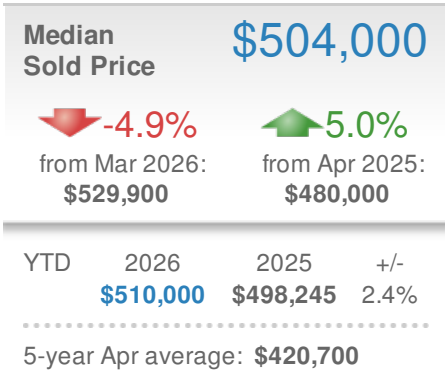 Median $504,000
Sold Price
-4.9% 5.0%
from Mar 2026: from Apr 2025:
$529,900 $480,000
YTD 2026 2025 +/-
$510,000 $498,245 2.4%
5-year Apr average: $420,700